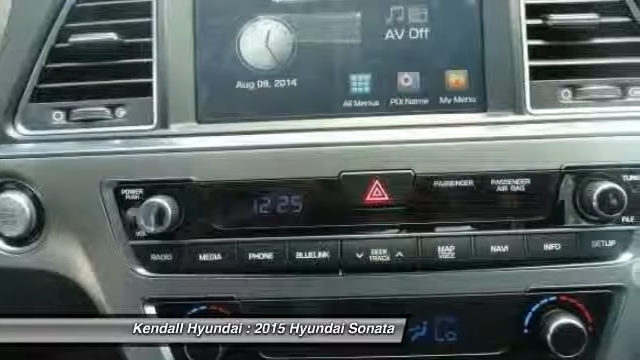 AV Off
Aug 09, 2014
All Menus
POI Name
My Menu
POWER PUSH
12:25
PASSENGER
PASSENGER AIR BAG
TUNE
VOL
FILE
RADIO
MEDIA
PHONE
BLUELINK
SEEK TRACK
MAP VOICE
NAVI
INFO
SETUP
Kendall Hyundai : 2015 Hyundai Sonata